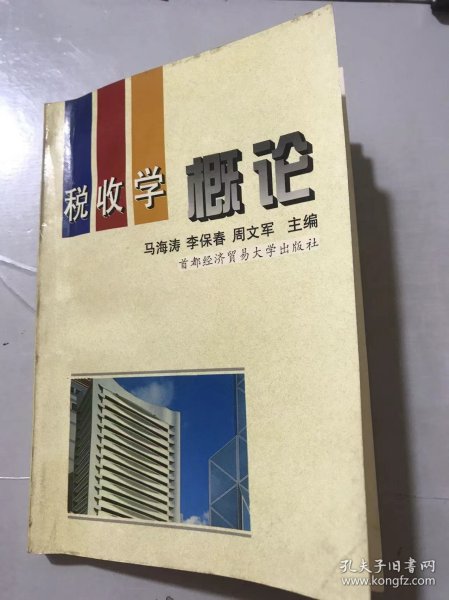 税收学 概论
马海涛 李保春 周文军 主编
首都经济贸易大学出版社
孔夫子旧书网
www.kongfz.com